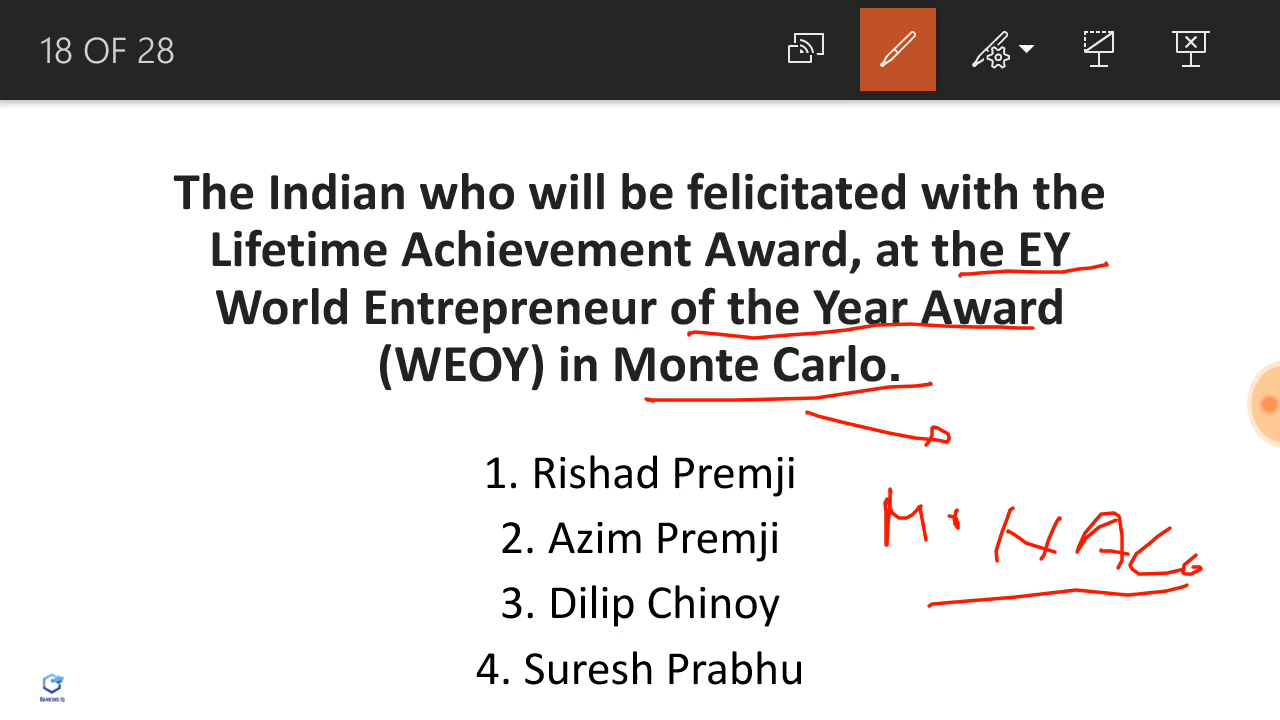 18 OF 28
The Indian who will be felicitated with the
Lifetime Achievement Award, at the EY
World Entrepreneur of the Year Award
(WEOY) in Monte Carlo.
1. Rishad Premji
2. Azim Premji
3. Dilip Chinoy
4. Suresh Prabhu
BANKING IQ